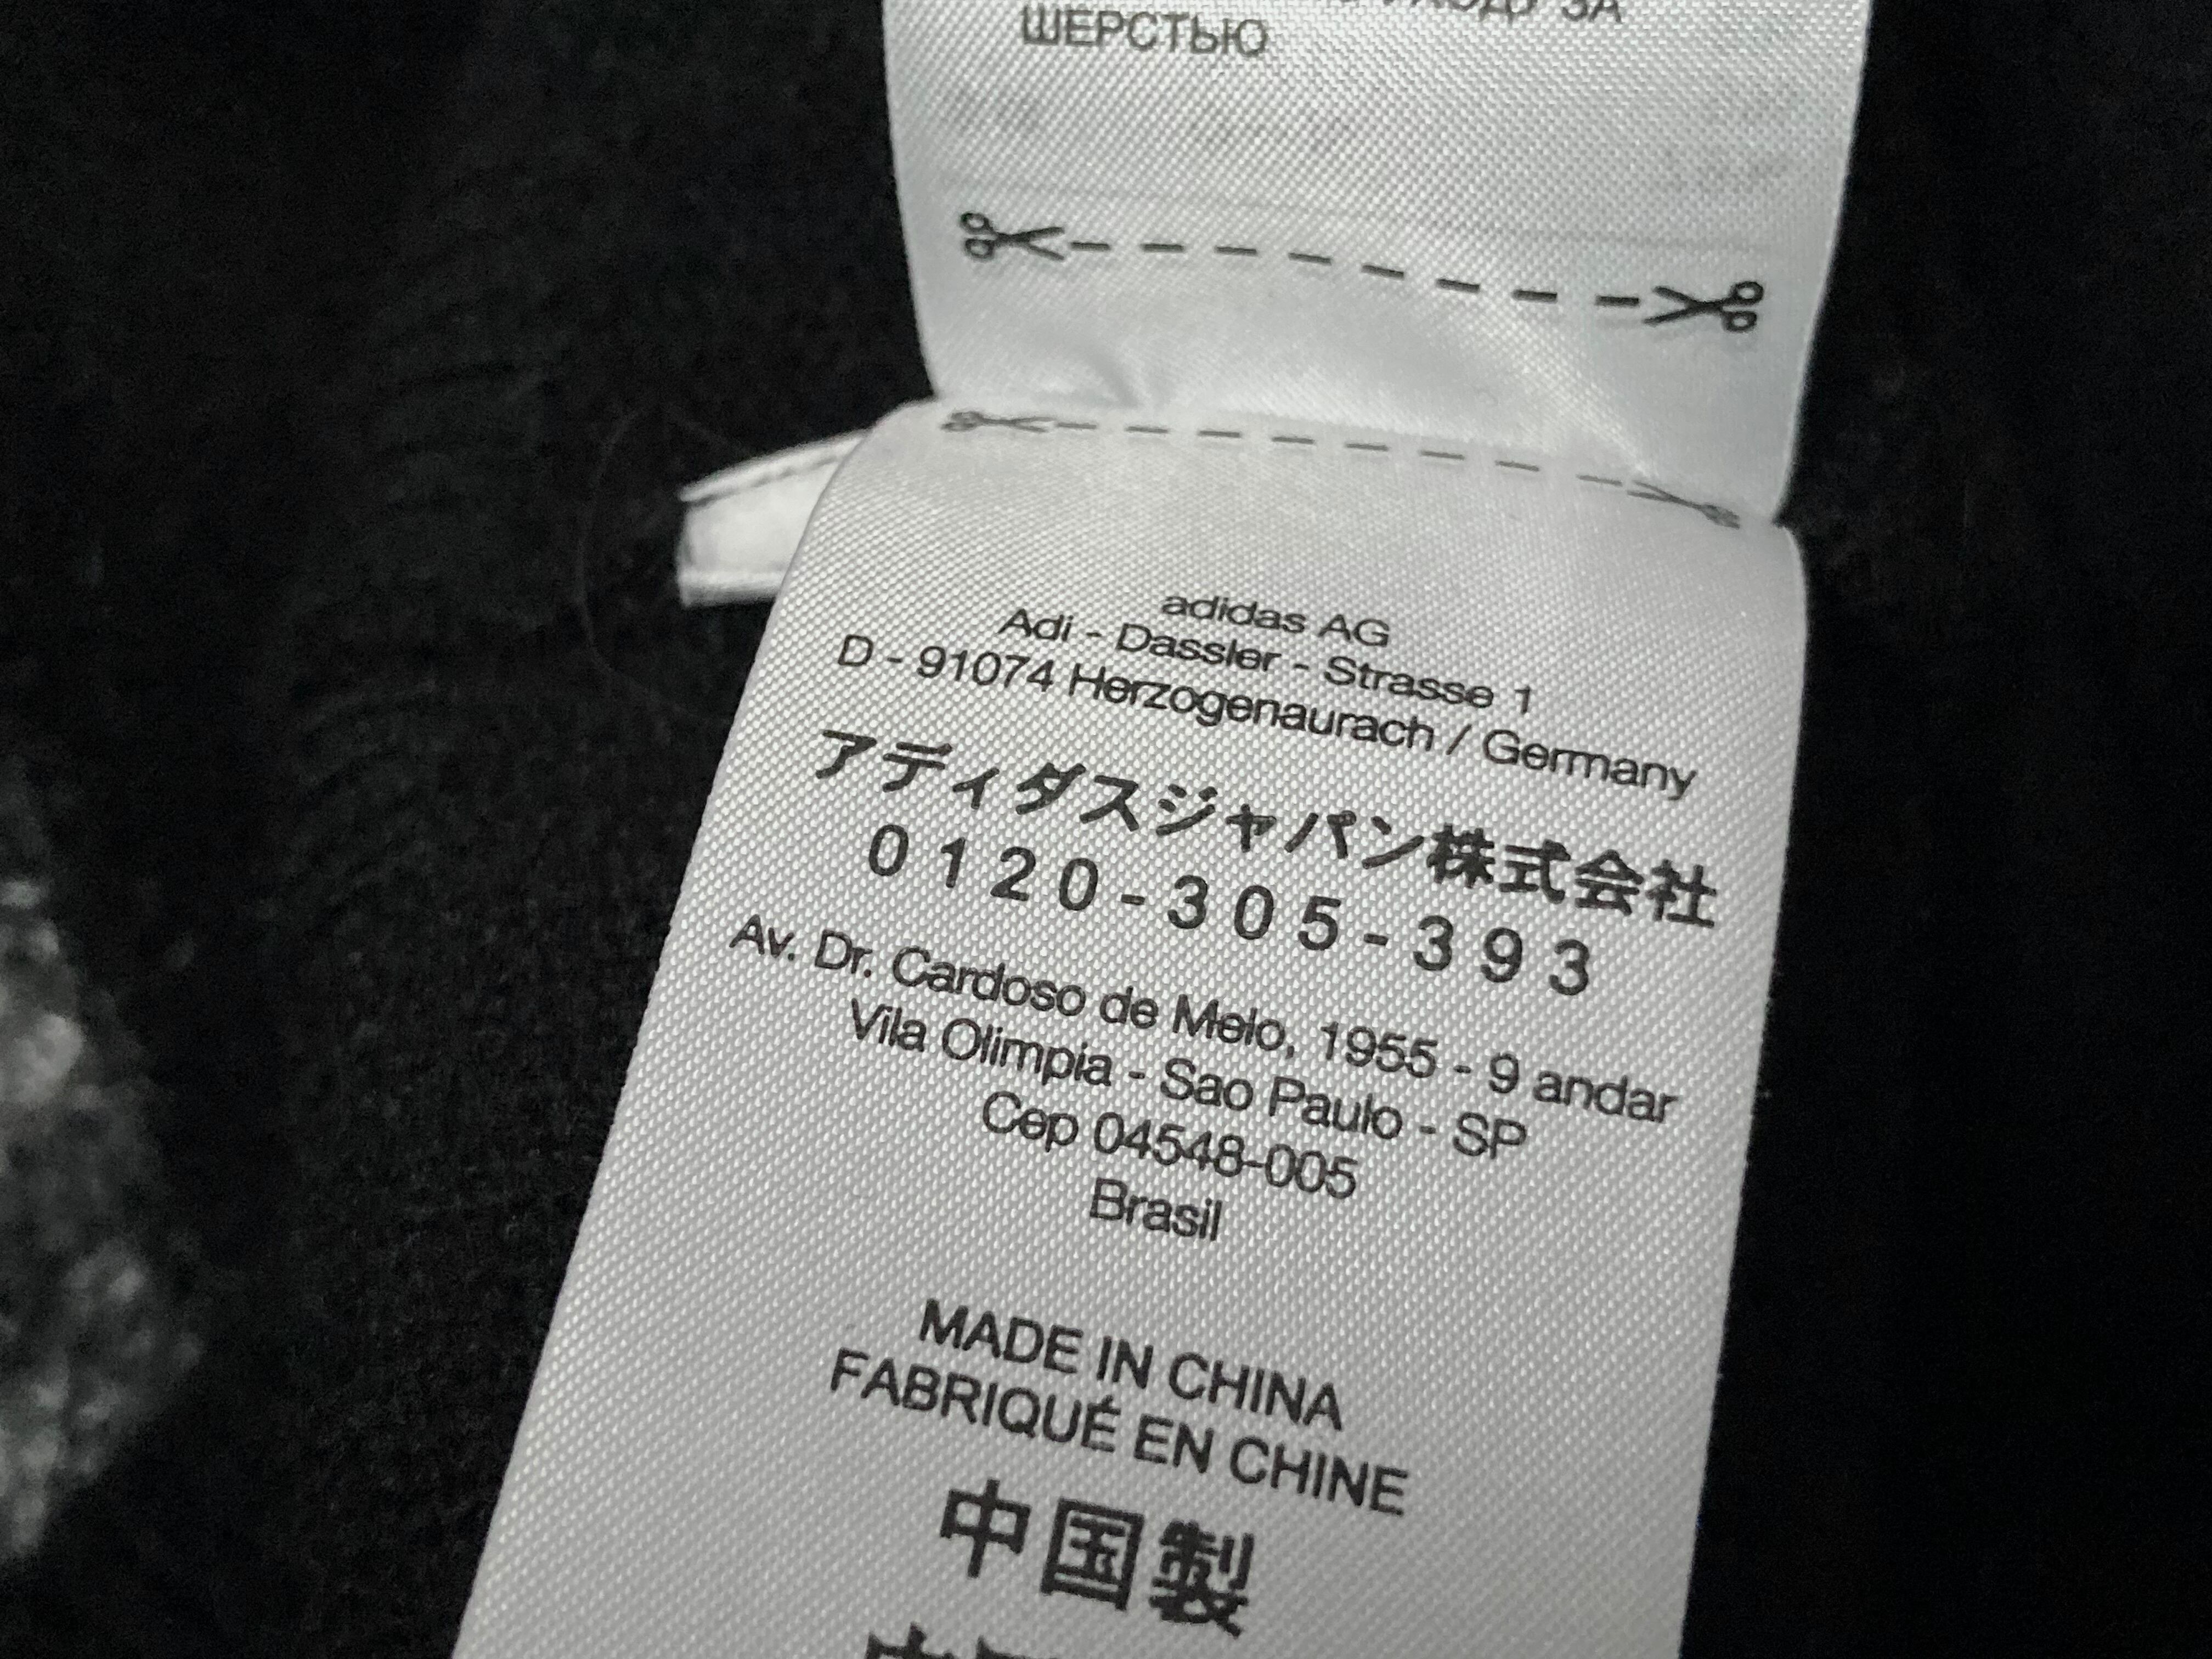 ЗА
ШЕРСТЬЮ
adidas AG
Adi - Dassler - Strasse 1
D - 91074 Herzogenaurach / Germany
アディダスジャパン株式会社
0120-305-393
Av. Dr. Cardoso de Melo, 1955 - 9 andar
Vila Olimpia - Sao Paulo - SP
Cep 04548-005
Brasil
MADE IN CHINA
FABRIQUÉ EN CHINE
中国製